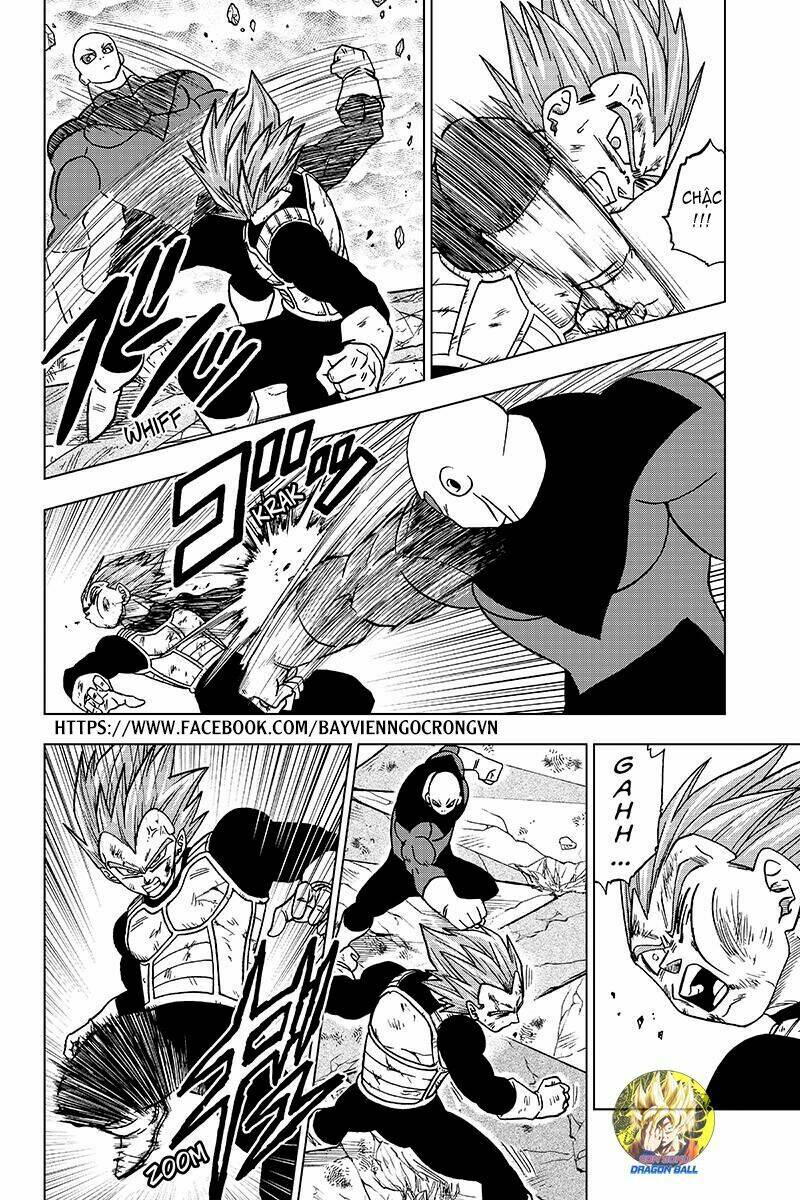 CHẬC
!!!
WHIFF
KRAK
HTTPS://WWW.FACEBOOK.COM/BAYVIENNGOCRONGVN
GAHH...
ZOOM
DRAGON BALL